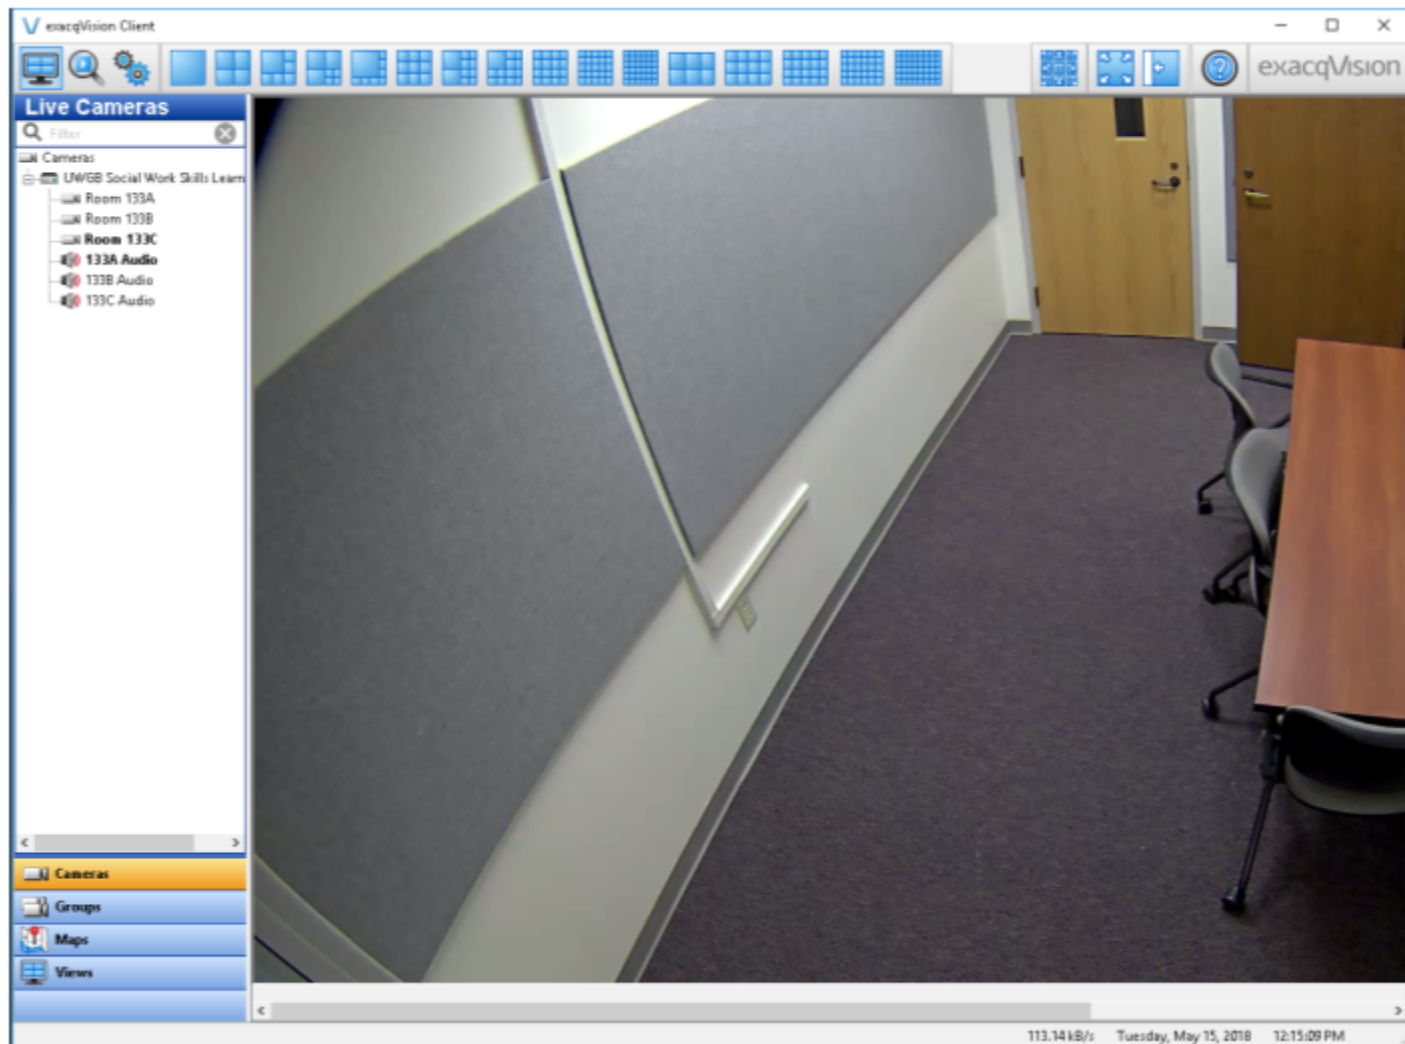 exacqVision Client
exacqVision
Live Cameras
Filter
Cameras
UWGB Social Work Skills Learn
Room 133A
Room 133B
Room 133C
133A Audio
133B Audio
133C Audio
Cameras
Groups
Maps
Views
113.14 kB/s Tuesday, May 15, 2018 12:15:09 PM